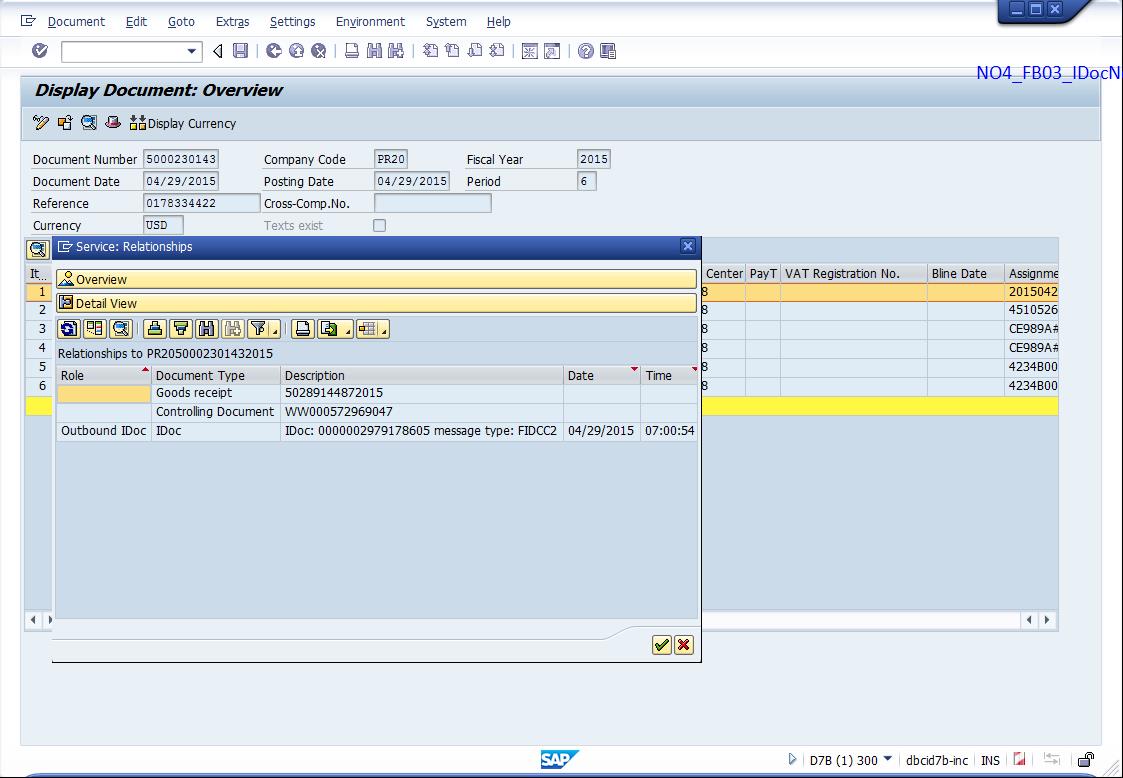 Document Edit Goto Extras Settings Environment System Help
NO4_FB03_IDocN
Display Document: Overview
Display Currency
Document Number 5000230143 Company Code PR20 Fiscal Year 2015
Document Date 04/29/2015 Posting Date 04/29/2015 Period 6
Reference 0178334422 Cross-Comp.No.
Currency USD Texts exist
Service: Relationships
It... Center PayT VAT Registration No. Bline Date Assignme
Overview
1 8 2015042
Detail View
2 8 4510526
3 8 CE989A#
4 8 CE989A#
5 8 4234B00
6 8 4234B00
Relationships to PR2050002301432015
Role Document Type Description Date Time
Goods receipt 50289144872015
Controlling Document WW000572969047
Outbound IDoc IDoc IDoc: 0000002979178605 message type: FIDCC2 04/29/2015 07:00:54
SAP D7B (1) 300 dbcid7b-inc INS